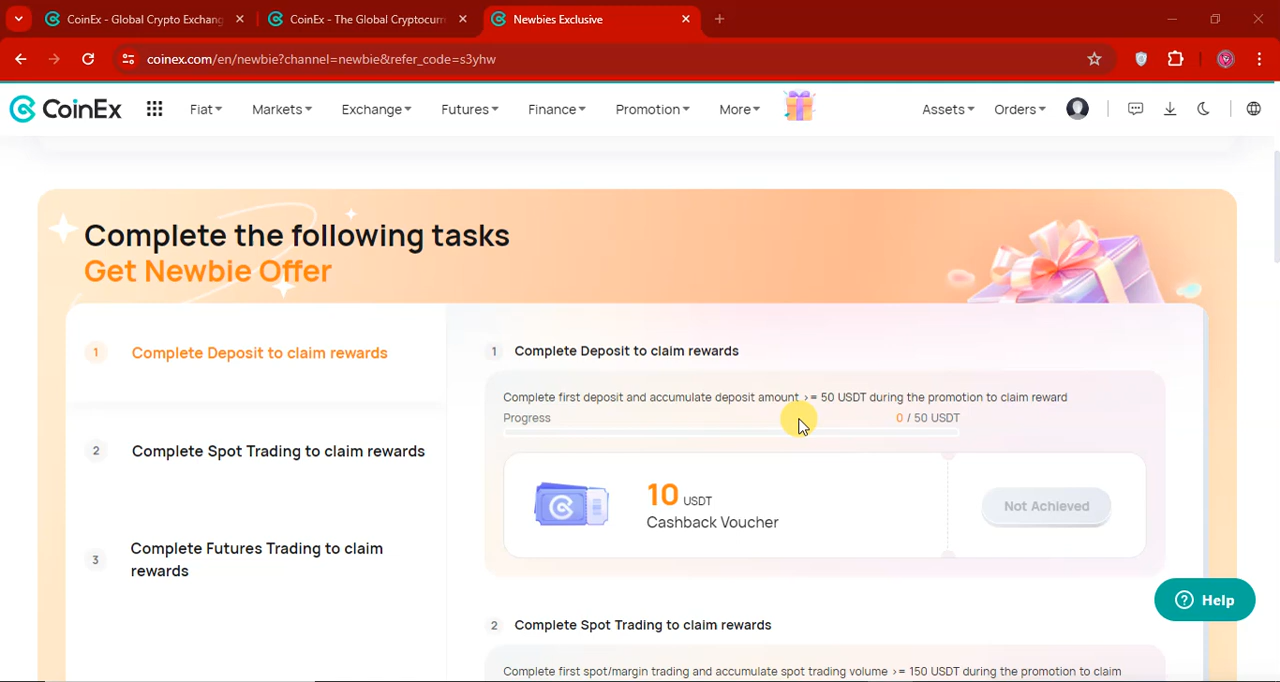 CoinEx - Global Crypto Exchang
CoinEx - The Global Cryptocurr
Newbies Exclusive
coinex.com/en/newbie?channel=newbie&refer_code=s3yhw
CoinEx
Fiat
Markets
Exchange
Futures
Finance
Promotion
More
Assets
Orders
Complete the following tasks
Get Newbie Offer
1
Complete Deposit to claim rewards
2
Complete Spot Trading to claim rewards
3
Complete Futures Trading to claim
rewards
1 Complete Deposit to claim rewards
Complete first deposit and accumulate deposit amount >= 50 USDT during the promotion to claim reward
Progress
0 / 50 USDT
10 USDT
Cashback Voucher
Not Achieved
2 Complete Spot Trading to claim rewards
Complete first spot/margin trading and accumulate spot trading volume >= 150 USDT during the promotion to claim
Help